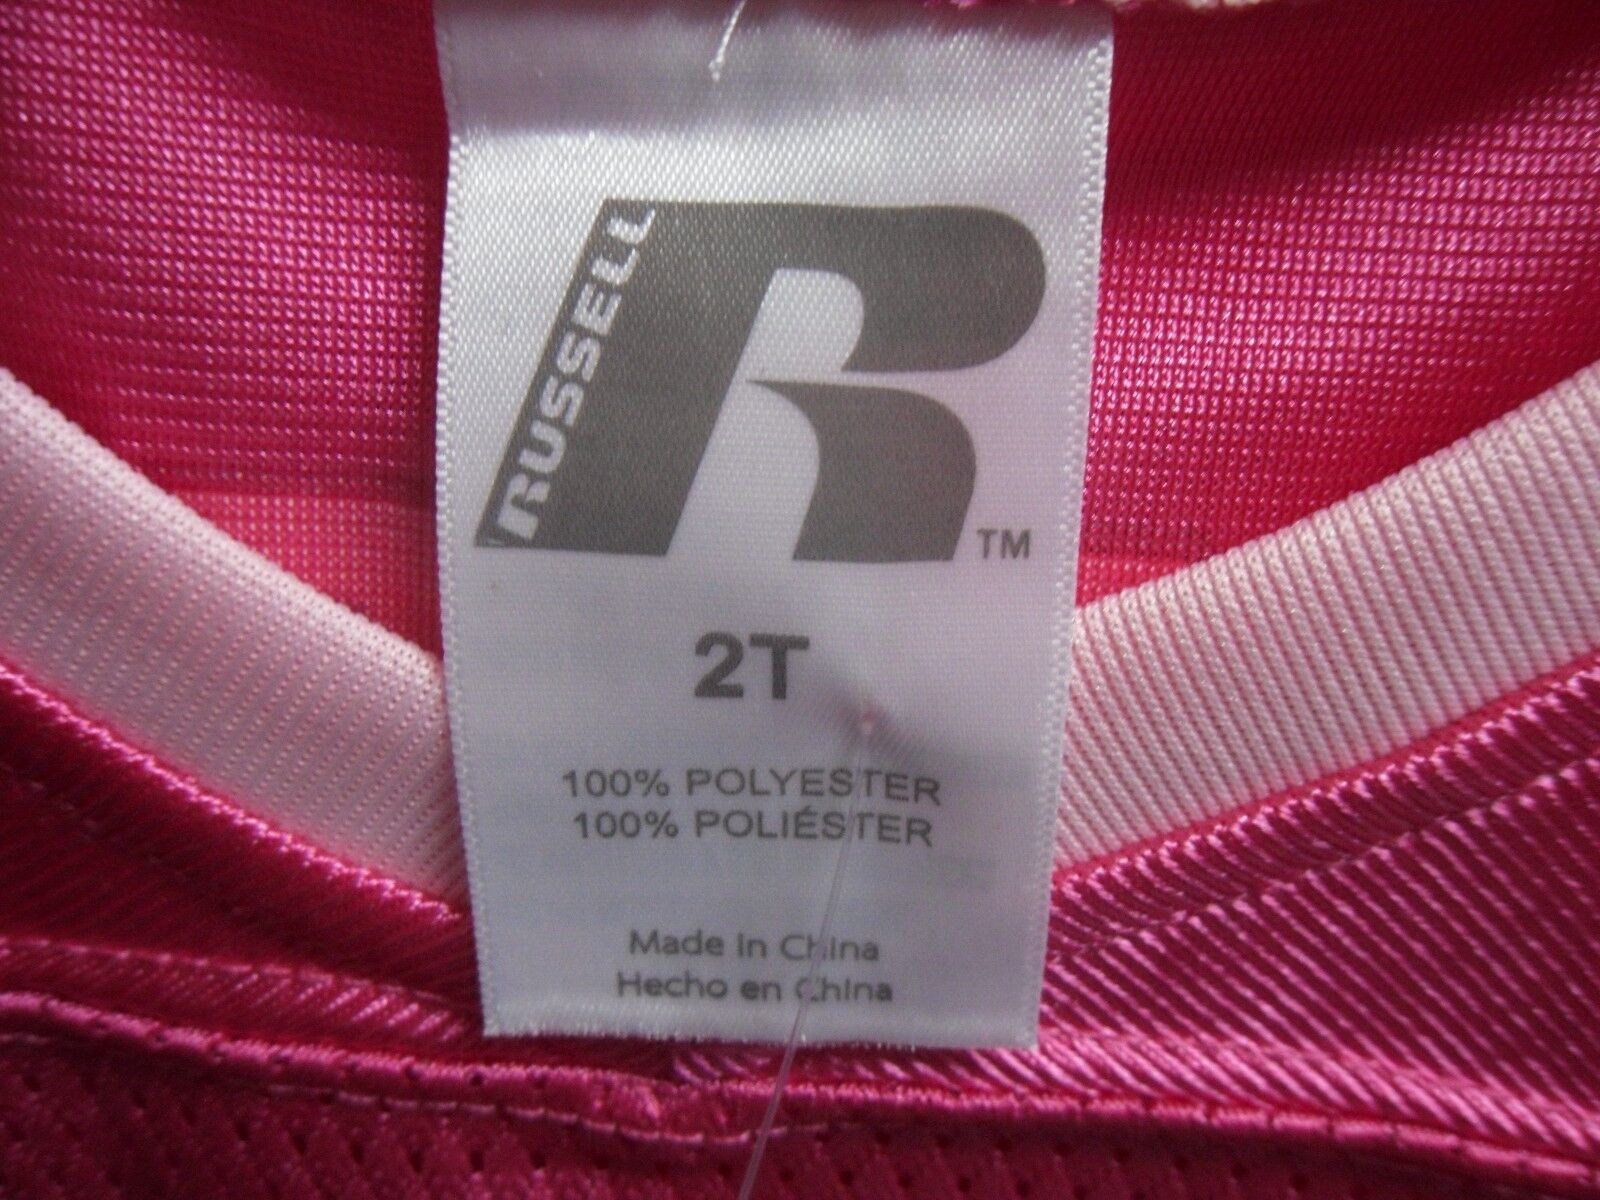 RUSSELL
TM
2T
100% POLYESTER
100% POLIÉSTER
Made in China
Hecho en China